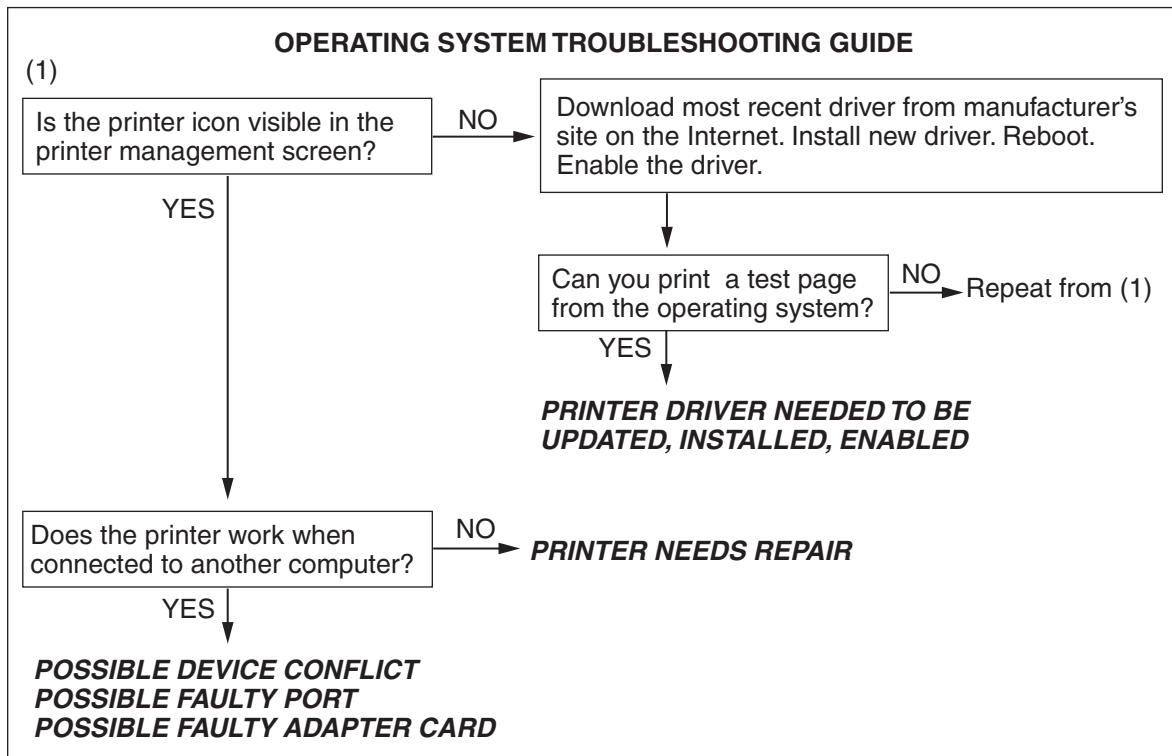 OPERATING SYSTEM TROUBLESHOOTING GUIDE
(1)
Is the printer icon visible in the
printer management screen?
NO
Download most recent driver from manufacturer’s
site on the Internet. Install new driver. Reboot.
Enable the driver.
YES
Can you print a test page
from the operating system?
NO
Repeat from (1)
YES
PRINTER DRIVER NEEDED TO BE
UPDATED, INSTALLED, ENABLED
Does the printer work when
connected to another computer?
NO
PRINTER NEEDS REPAIR
YES
POSSIBLE DEVICE CONFLICT
POSSIBLE FAULTY PORT
POSSIBLE FAULTY ADAPTER CARD